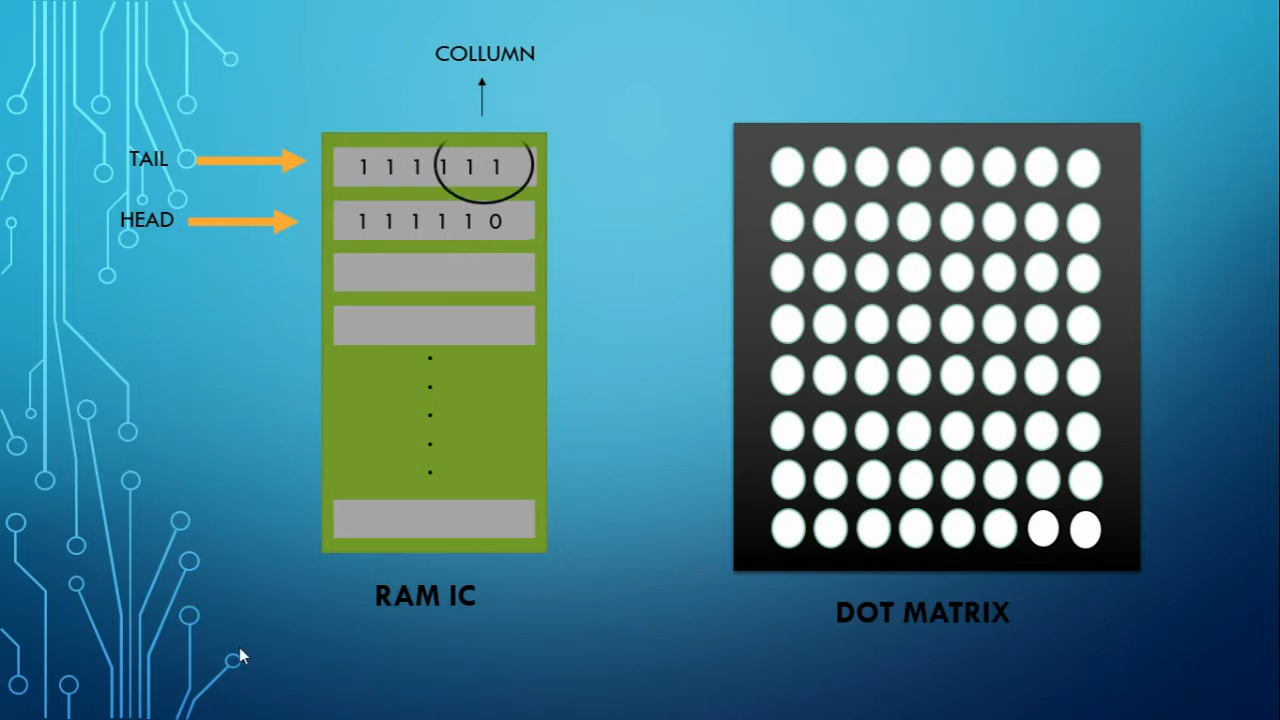 COLLUMN
TAIL
1 1 1 1 1 1
HEAD
1 1 1 1 1 0
RAM IC
DOT MATRIX